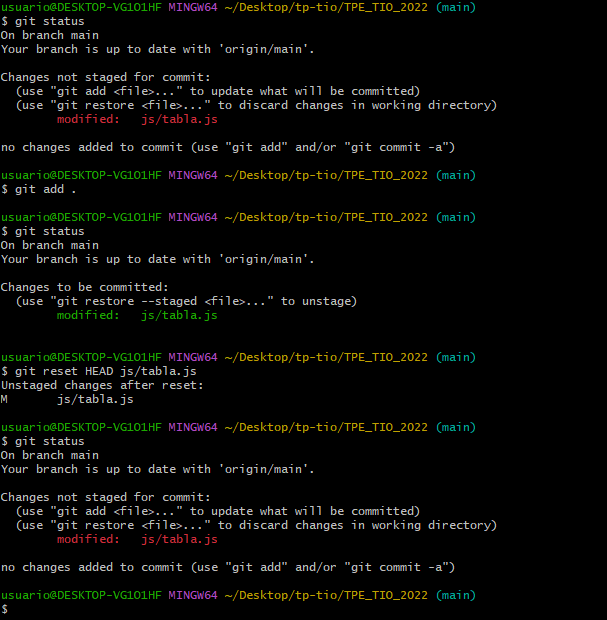 usuario@DESKTOP-VG1O1HF MINGW64 ~/Desktop/tp-tio/TPE_TIO_2022 (main)
$ git status
On branch main
Your branch is up to date with 'origin/main'.
Changes not staged for commit:
  (use "git add <file>..." to update what will be committed)
  (use "git restore <file>..." to discard changes in working directory)
        modified:   js/tabla.js
no changes added to commit (use "git add" and/or "git commit -a")
usuario@DESKTOP-VG1O1HF MINGW64 ~/Desktop/tp-tio/TPE_TIO_2022 (main)
$ git add .
usuario@DESKTOP-VG1O1HF MINGW64 ~/Desktop/tp-tio/TPE_TIO_2022 (main)
$ git status
On branch main
Your branch is up to date with 'origin/main'.
Changes to be committed:
  (use "git restore --staged <file>..." to unstage)
        modified:   js/tabla.js
usuario@DESKTOP-VG1O1HF MINGW64 ~/Desktop/tp-tio/TPE_TIO_2022 (main)
$ git reset HEAD js/tabla.js
Unstaged changes after reset:
M       js/tabla.js
usuario@DESKTOP-VG1O1HF MINGW64 ~/Desktop/tp-tio/TPE_TIO_2022 (main)
$ git status
On branch main
Your branch is up to date with 'origin/main'.
Changes not staged for commit:
  (use "git add <file>..." to update what will be committed)
  (use "git restore <file>..." to discard changes in working directory)
        modified:   js/tabla.js
no changes added to commit (use "git add" and/or "git commit -a")
usuario@DESKTOP-VG1O1HF MINGW64 ~/Desktop/tp-tio/TPE_TIO_2022 (main)
$